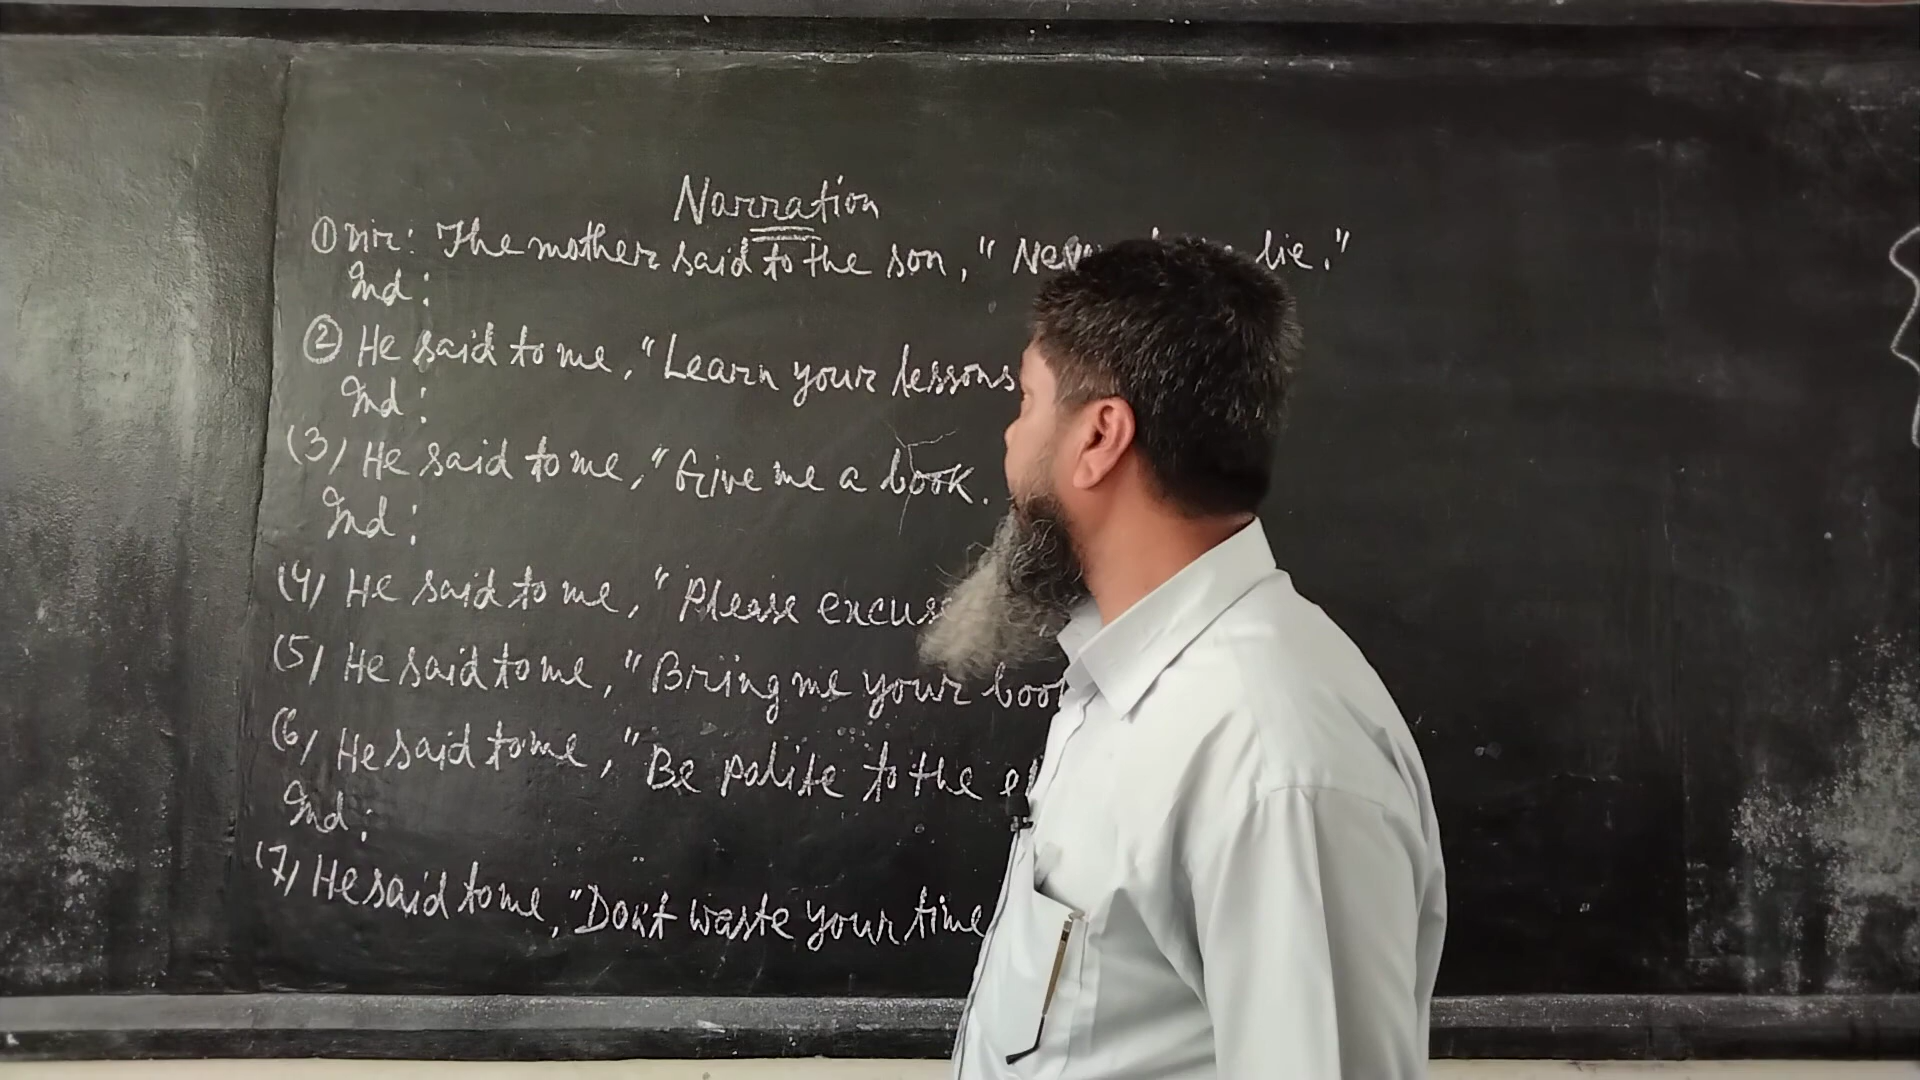 Narration
① Dir: The mother said to the son, " lie."
Ind:
② He said to me, "Learn your lessons
Ind:
(3) He said to me, "Give me a book.
Ind:
(4) He said to me, "Please
(5) He said to me, "Bring me your
(6) He said to me, "Be polite to the
Ind:
(7) He said to me, "Don't waste your time